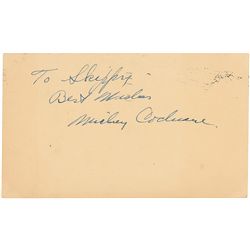 To Skippy -
Best Wishes
Mickey Cochrane.